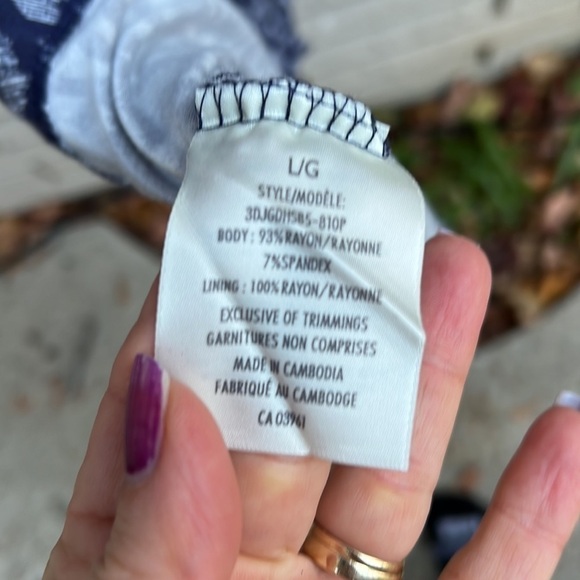 L/G
STYLE/MODÈLE:
3DJGDH585-810P
BODY : 93%RAYON/RAYONNE
7%SPANDEX
LINING : 100%RAYON/RAYONNE
EXCLUSIVE OF TRIMMINGS
GARNITURES NON COMPRISES
MADE IN CAMBODIA
FABRIQUÉ AU CAMBODGE
CA 03961